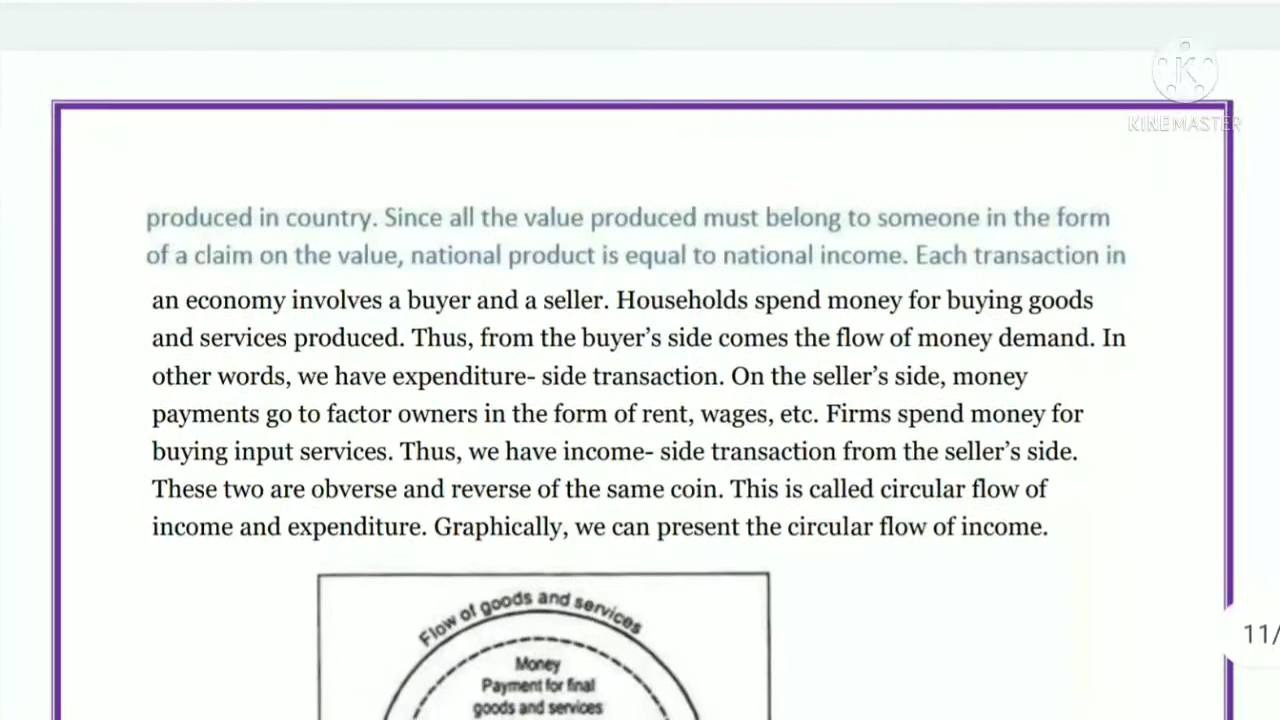 K
KINEMASTER
produced in country. Since all the value produced must belong to someone in the form
of a claim on the value, national product is equal to national income. Each transaction in
an economy involves a buyer and a seller. Households spend money for buying goods
and services produced. Thus, from the buyer’s side comes the flow of money demand. In
other words, we have expenditure- side transaction. On the seller’s side, money
payments go to factor owners in the form of rent, wages, etc. Firms spend money for
buying input services. Thus, we have income- side transaction from the seller’s side.
These two are obverse and reverse of the same coin. This is called circular flow of
income and expenditure. Graphically, we can present the circular flow of income.
Flow of goods and services
Money
Payment for final
goods and services
11/